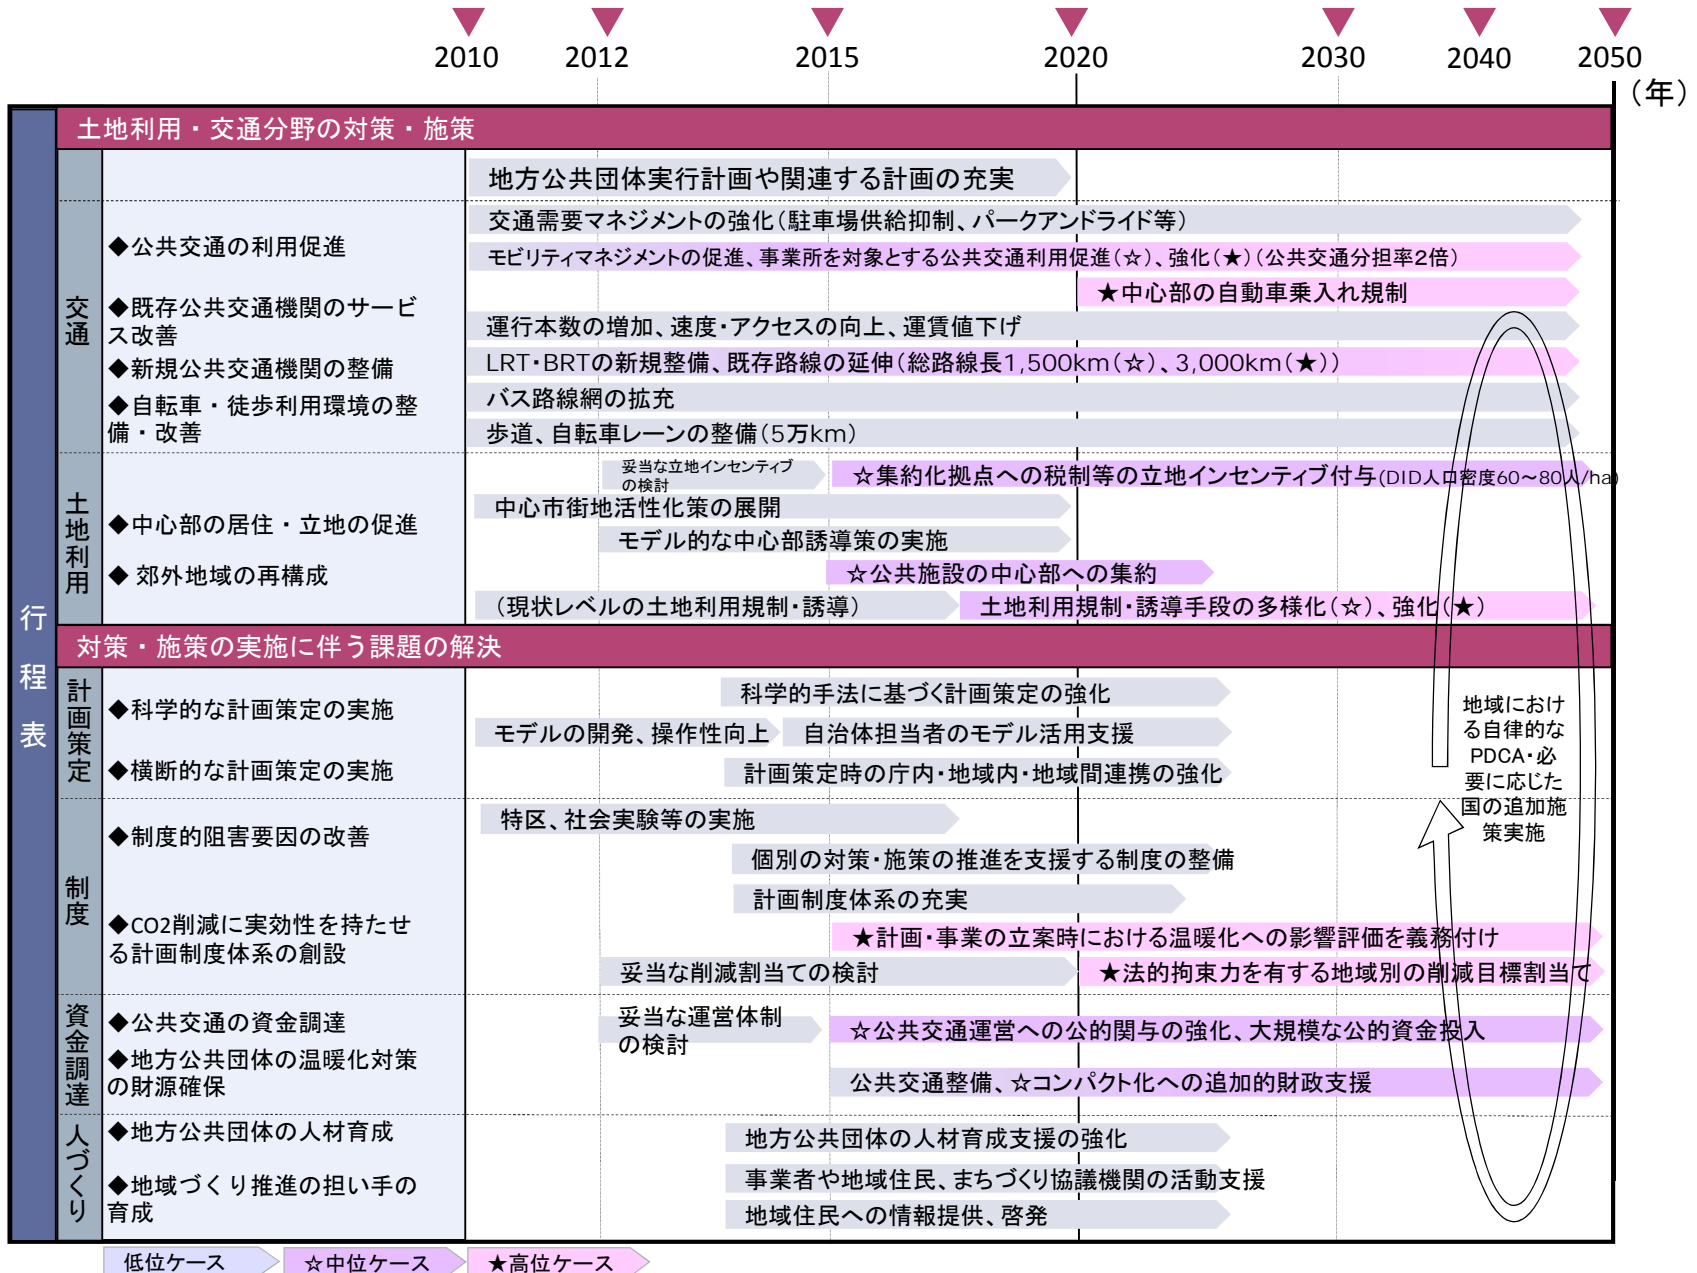 2010 2012 2015 2020 2030 2040 2050
（年）
行程表
土地利用・交通分野の対策・施策
地方公共団体実行計画や関連する計画の充実
交通
◆公共交通の利用促進
◆既存公共交通機関のサービ
ス改善
◆新規公共交通機関の整備
◆自転車・徒歩利用環境の整
備・改善
交通需要マネジメントの強化（駐車場供給抑制、パークアンドライド等）
モビリティマネジメントの促進、事業所を対象とする公共交通利用促進（☆）、強化（★）（公共交通分担率２倍）
★中心部の自動車乗入れ規制
運行本数の増加、速度・アクセスの向上、運賃値下げ
LRT・BRTの新規整備、既存路線の延伸（総路線長1,500km（☆）、3,000km（★））
バス路線網の拡充
歩道、自転車レーンの整備（5万km）
土地利用
◆中心部の居住・立地の促進
◆ 郊外地域の再構成
妥当な立地インセンティブ
の検討
☆集約化拠点への税制等の立地インセンティブ付与(DID人口密度60～80人/ha)
中心市街地活性化策の展開
モデル的な中心部誘導策の実施
☆公共施設の中心部への集約
（現状レベルの土地利用規制・誘導）
土地利用規制・誘導手段の多様化（☆）、強化（★）
対策・施策の実施に伴う課題の解決
計画策定
◆科学的な計画策定の実施
◆横断的な計画策定の実施
科学的手法に基づく計画策定の強化
モデルの開発、操作性向上
自治体担当者のモデル活用支援
計画策定時の庁内・地域内・地域間連携の強化
制度
◆制度的阻害要因の改善
◆CO2削減に実効性を持たせ
る計画制度体系の創設
特区、社会実験等の実施
個別の対策・施策の推進を支援する制度の整備
計画制度体系の充実
★計画・事業の立案時における温暖化への影響評価を義務付け
妥当な削減割当ての検討
★法的拘束力を有する地域別の削減目標割当て
資金調達
◆公共交通の資金調達
◆地方公共団体の温暖化対策
の財源確保
妥当な運営体制
の検討
☆公共交通運営への公的関与の強化、大規模な公的資金投入
公共交通整備、☆コンパクト化への追加的財政支援
人づくり
◆地方公共団体の人材育成
◆地域づくり推進の担い手の
育成
地方公共団体の人材育成支援の強化
事業者や地域住民、まちづくり協議機関の活動支援
地域住民への情報提供、啓発
地域におけ
る自律的な
PDCA・必
要に応じた
国の追加施
策実施
低位ケース
☆中位ケース
★高位ケース